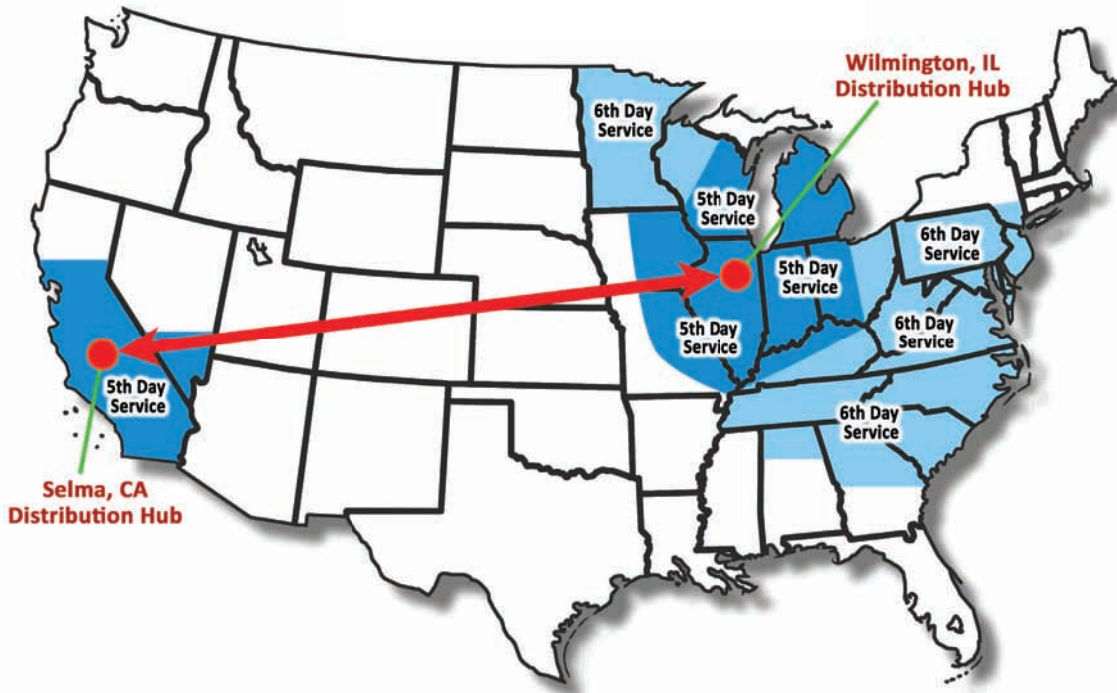 Wilmington, IL
Distribution Hub
6th Day
Service
5th Day
Service
6th Day
Service
5th Day
Service
5th Day
Service
6th Day
Service
5th Day
Service
6th Day
Service
Selma, CA
Distribution Hub